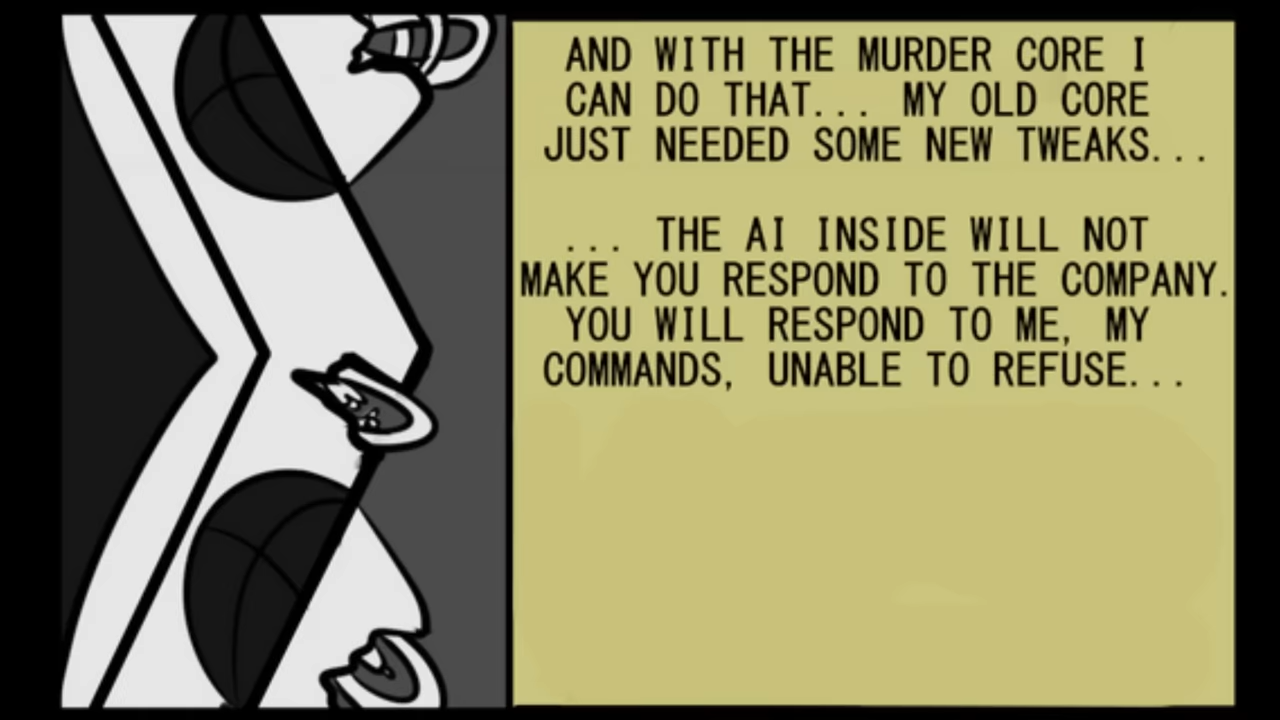 AND WITH THE MURDER CORE I
CAN DO THAT... MY OLD CORE
JUST NEEDED SOME NEW TWEAKS...
... THE AI INSIDE WILL NOT
MAKE YOU RESPOND TO THE COMPANY.
YOU WILL RESPOND TO ME, MY
COMMANDS, UNABLE TO REFUSE...